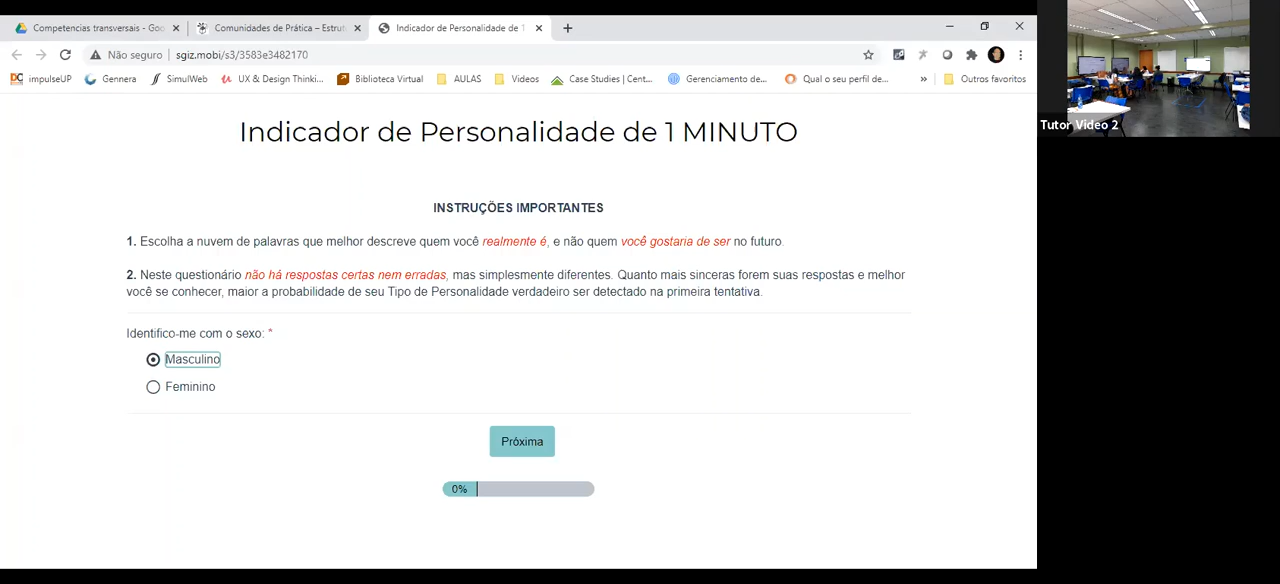 Competencias transversais - Goo
Comunidades de Prática – Estrut
Indicador de Personalidade de 1
Não seguro | sgiz.mobi/s3/3583e3482170
impulseUP
Gennera
SimulWeb
UX & Design Thinki...
Biblioteca Virtual
AULAS
Videos
Case Studies | Cent...
Gerenciamento de...
Qual o seu perfil de...
»
Outros favoritos
Tutor Video 2
Indicador de Personalidade de 1 MINUTO
INSTRUÇÕES IMPORTANTES
1. Escolha a nuvem de palavras que melhor descreve quem você realmente é, e não quem você gostaria de ser no futuro.
2. Neste questionário não há respostas certas nem erradas, mas simplesmente diferentes. Quanto mais sinceras forem suas respostas e melhor
você se conhecer, maior a probabilidade de seu Tipo de Personalidade verdadeiro ser detectado na primeira tentativa.
Identifico-me com o sexo: *
Masculino
Feminino
Próxima
0%